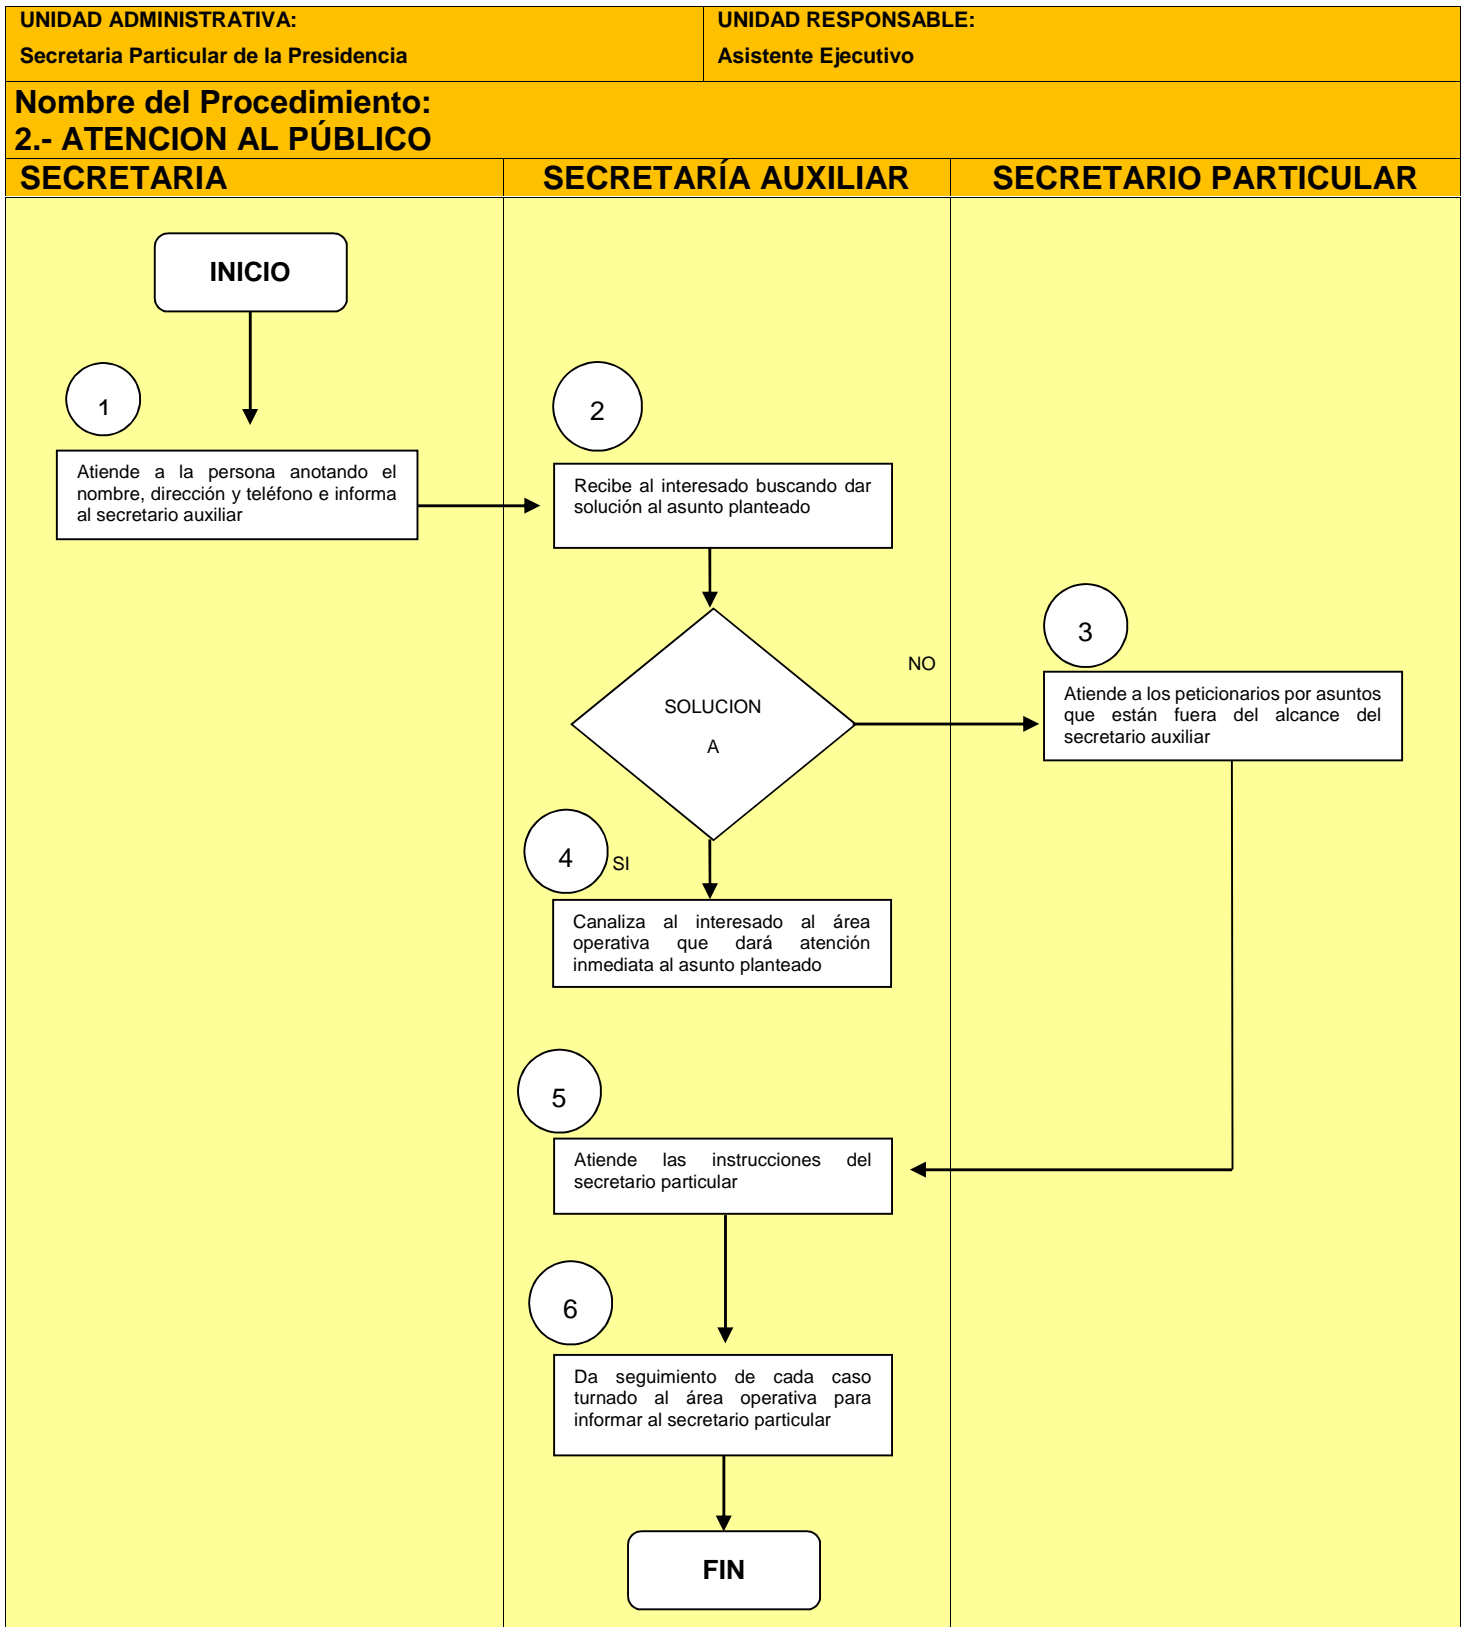 UNIDAD ADMINISTRATIVA:
Secretaria Particular de la Presidencia
UNIDAD RESPONSABLE:
Asistente Ejecutivo
Nombre del Procedimiento:
2.- ATENCION AL PÚBLICO
SECRETARIA
SECRETARÍA AUXILIAR
SECRETARIO PARTICULAR
INICIO
1
Atiende a la persona anotando el
nombre, dirección y teléfono e informa
al secretario auxiliar
2
Recibe al interesado buscando dar
solución al asunto planteado
SOLUCION
A
NO
3
Atiende a los peticionarios por asuntos
que están fuera del alcance del
secretario auxiliar
4
SI
Canaliza al interesado al área
operativa que dará atención
inmediata al asunto planteado
5
Atiende las instrucciones del
secretario particular
6
Da seguimiento de cada caso
turnado al área operativa para
informar al secretario particular
FIN